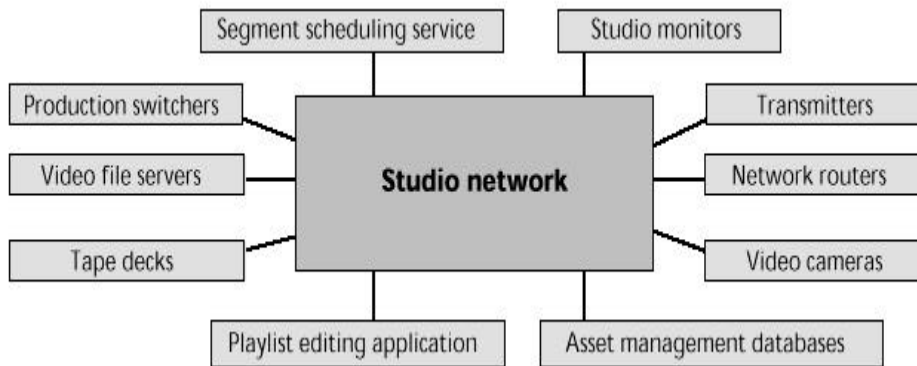 Segment scheduling service
Studio monitors
Production switchers
Transmitters
Video file servers
Studio network
Network routers
Tape decks
Video cameras
Playlist editing application
Asset management databases